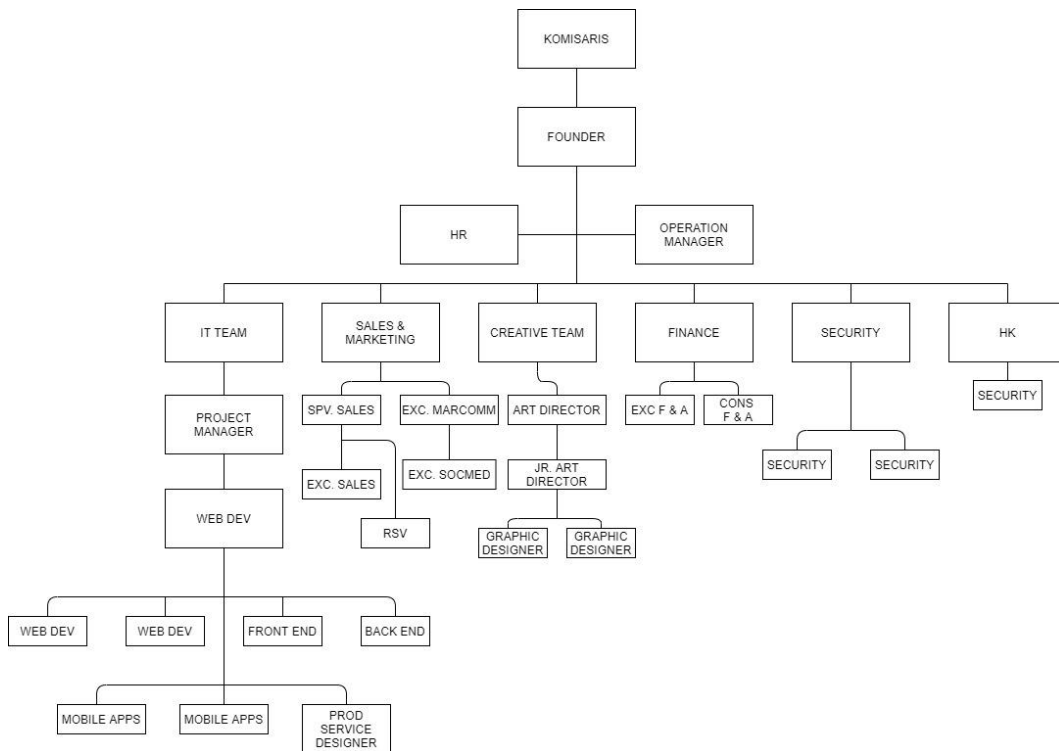 KOMISARIS
FOUNDER
HR
OPERATION
MANAGER
IT TEAM
SALES &
MARKETING
CREATIVE TEAM
FINANCE
SECURITY
HK
PROJECT
MANAGER
SPV. SALES
EXC. MARCOMM
ART DIRECTOR
EXC F & A
CONS
F & A
SECURITY
EXC. SALES
EXC. SOCMED
JR. ART
DIRECTOR
SECURITY
SECURITY
WEB DEV
RSV
GRAPHIC
DESIGNER
GRAPHIC
DESIGNER
WEB DEV
WEB DEV
FRONT END
BACK END
MOBILE APPS
MOBILE APPS
PROD
SERVICE
DESIGNER